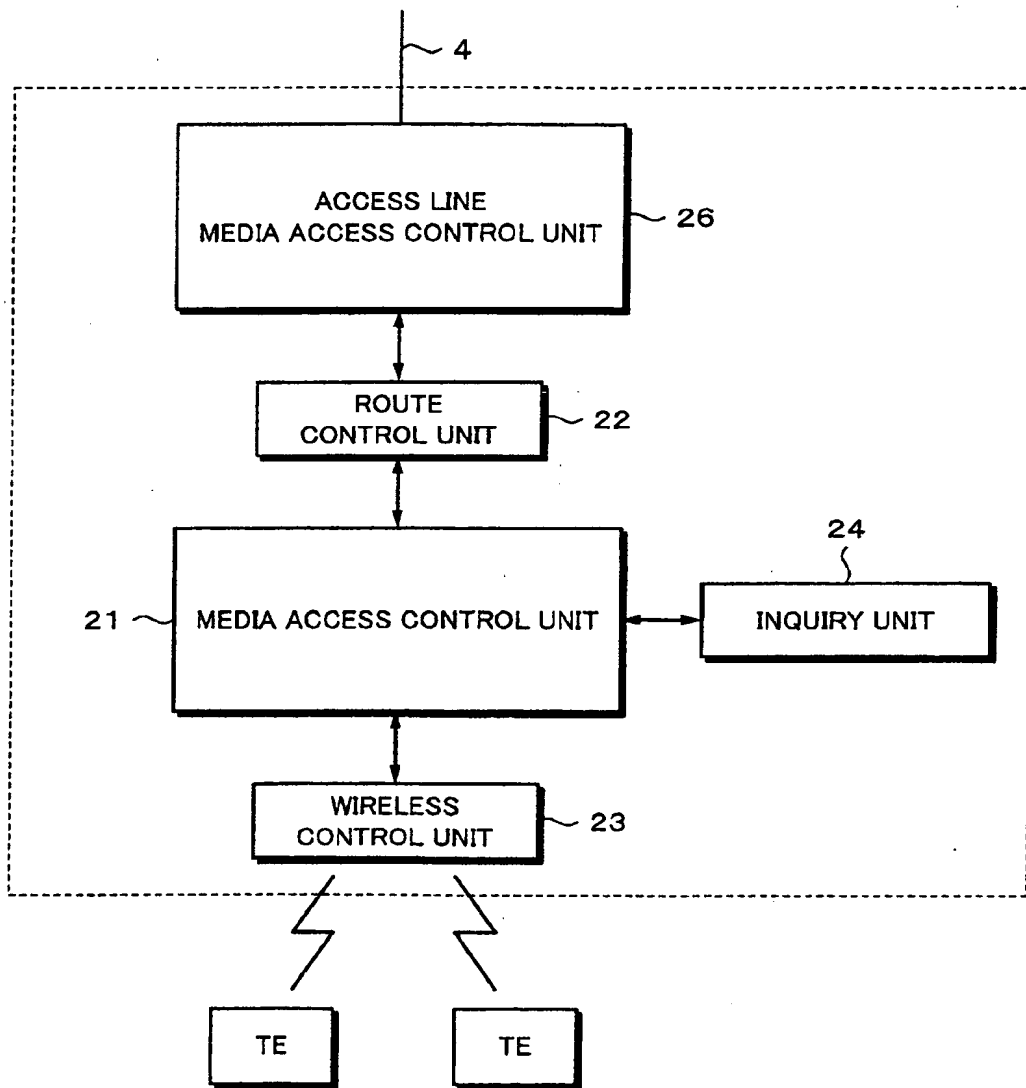 4
ACCESS LINE
MEDIA ACCESS CONTROL UNIT
26
ROUTE
CONTROL UNIT
22
24
21
MEDIA ACCESS CONTROL UNIT
INQUIRY UNIT
WIRELESS
CONTROL UNIT
23
TE
TE